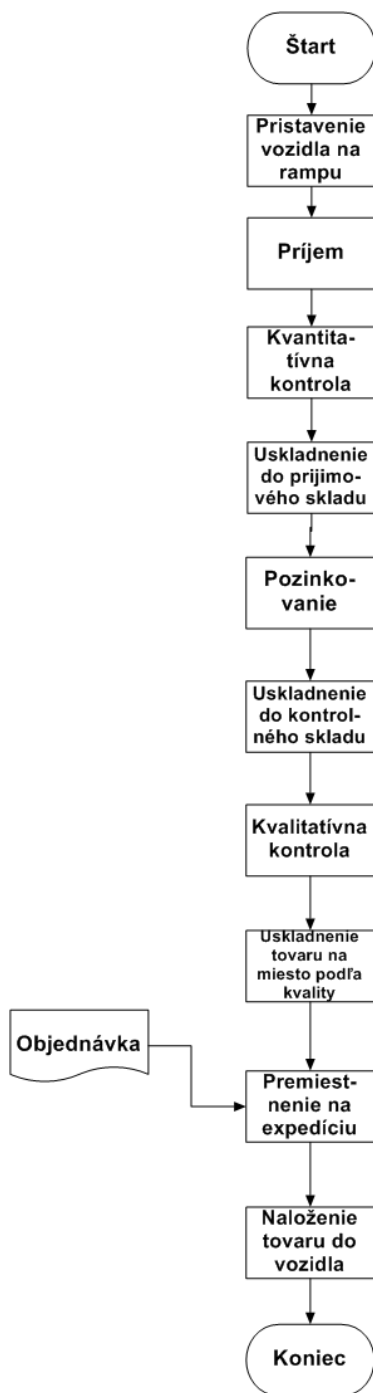 Štart
Pristavenie
vozidla na
rampu
Príjem
Kvantita-
tívna
kontrola
Uskladnenie
do prijimo-
vého skladu
Pozinko-
vanie
Uskladnenie
do kontrol-
ného skladu
Kvalitatívna
kontrola
Uskladnenie
tovaru na
miesto podľa
kvality
Objednávka
Premiest-
nenie na
expedíciu
Naloženie
tovaru do
vozidla
Koniec